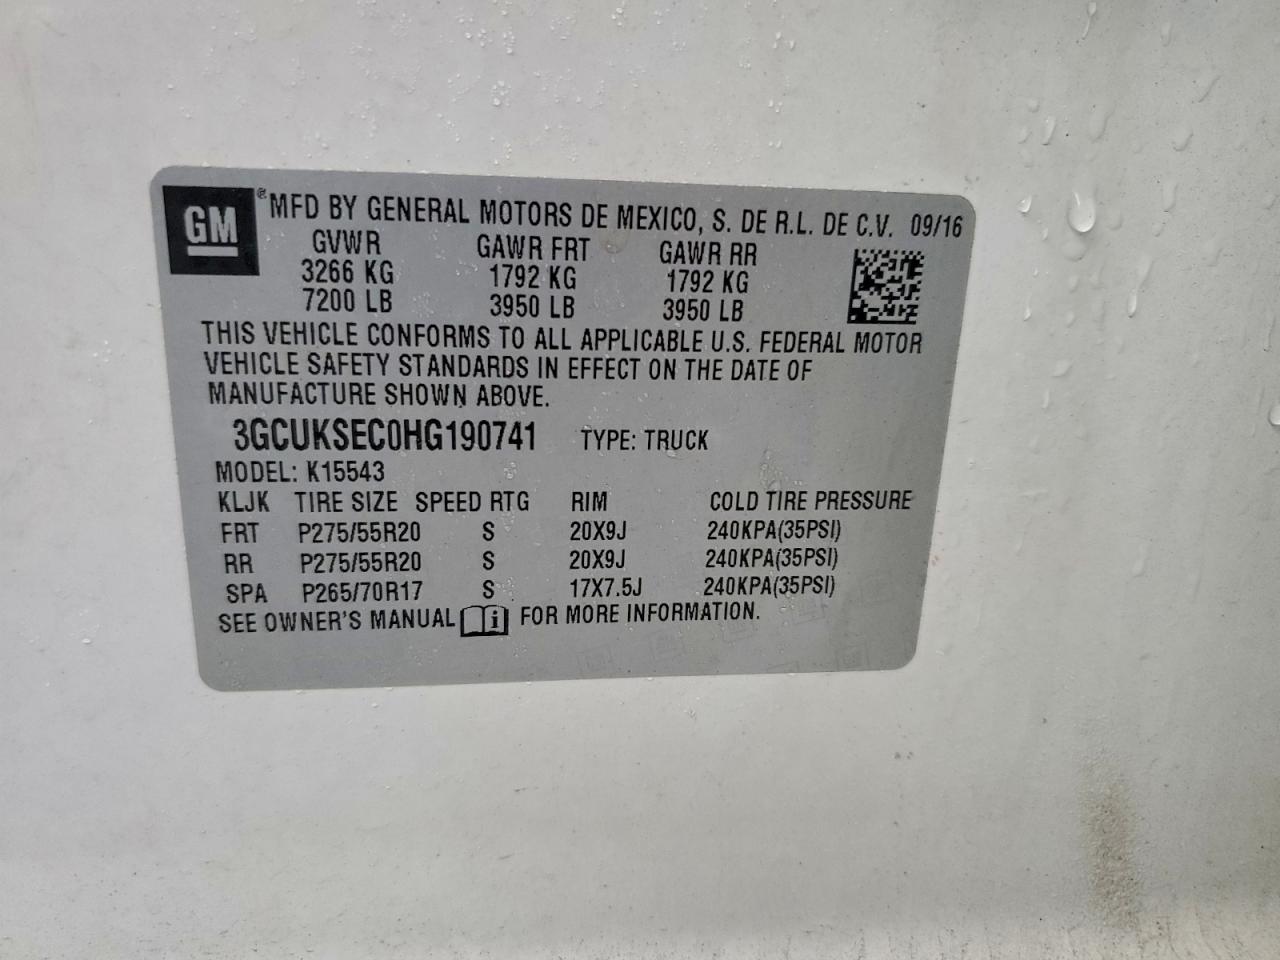 GM ® MFD BY GENERAL MOTORS DE MEXICO, S. DE R.L. DE C.V. 09/16
GVWR GAWR FRT GAWR RR
3266 KG 1792 KG 1792 KG
7200 LB 3950 LB 3950 LB
THIS VEHICLE CONFORMS TO ALL APPLICABLE U.S. FEDERAL MOTOR
VEHICLE SAFETY STANDARDS IN EFFECT ON THE DATE OF
MANUFACTURE SHOWN ABOVE.
3GCUKSEC0HG190741 TYPE: TRUCK
MODEL: K15543
KLJK TIRE SIZE SPEED RTG RIM COLD TIRE PRESSURE
FRT P275/55R20 S 20X9J 240KPA(35PSI)
RR P275/55R20 S 20X9J 240KPA(35PSI)
SPA P265/70R17 S 17X7.5J 240KPA(35PSI)
SEE OWNER'S MANUAL i FOR MORE INFORMATION.